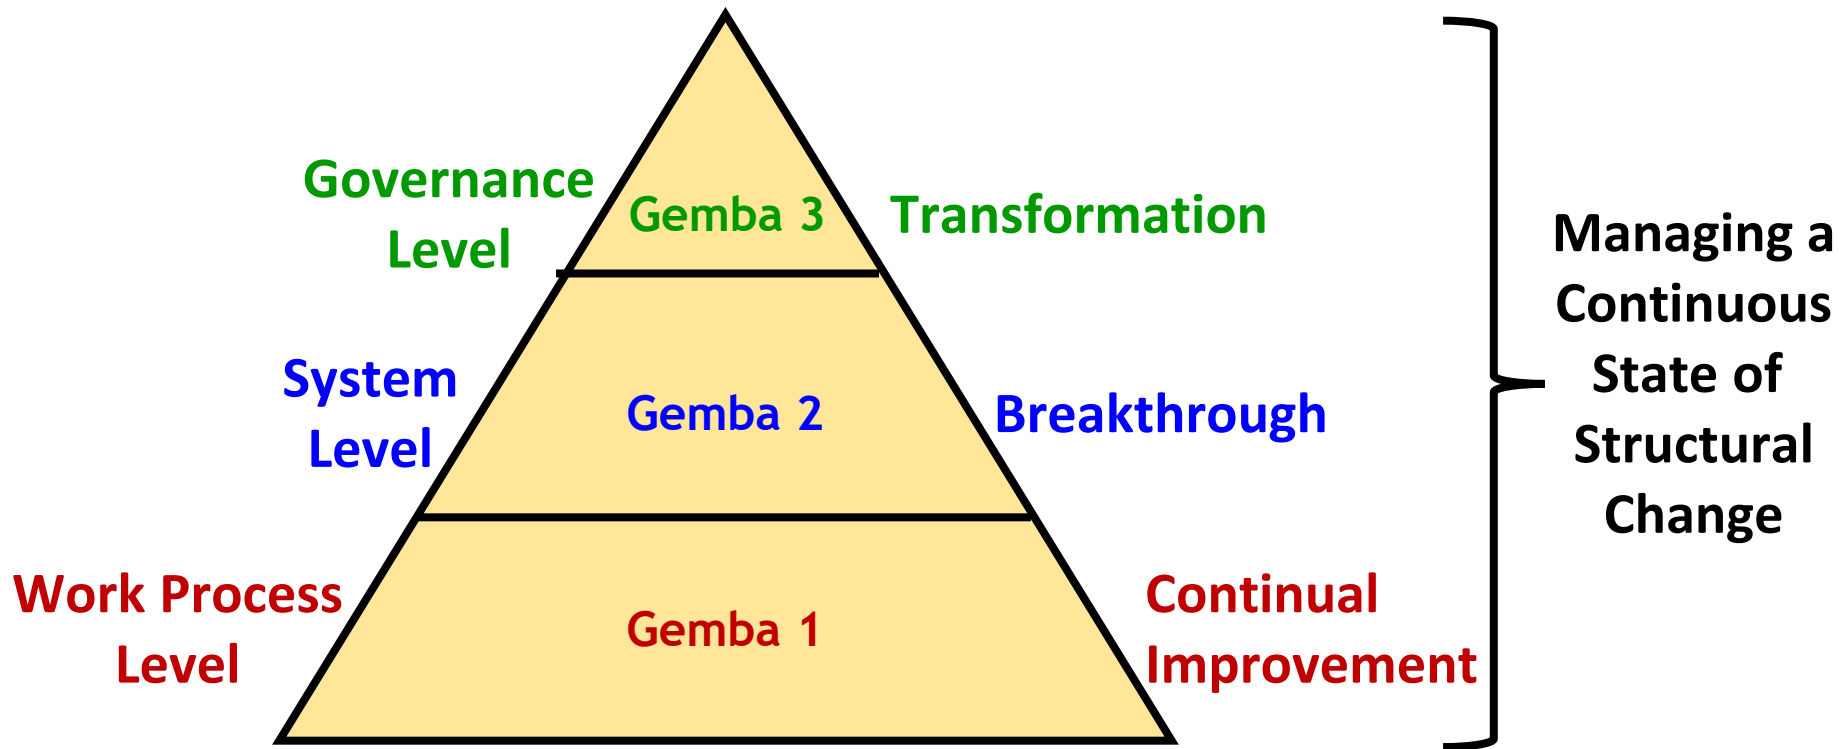 Governance
Level
Gemba 3
Transformation
System
Level
Gemba 2
Breakthrough
Work Process
Level
Gemba 1
Continual
Improvement
Managing a
Continuous
State of
Structural
Change